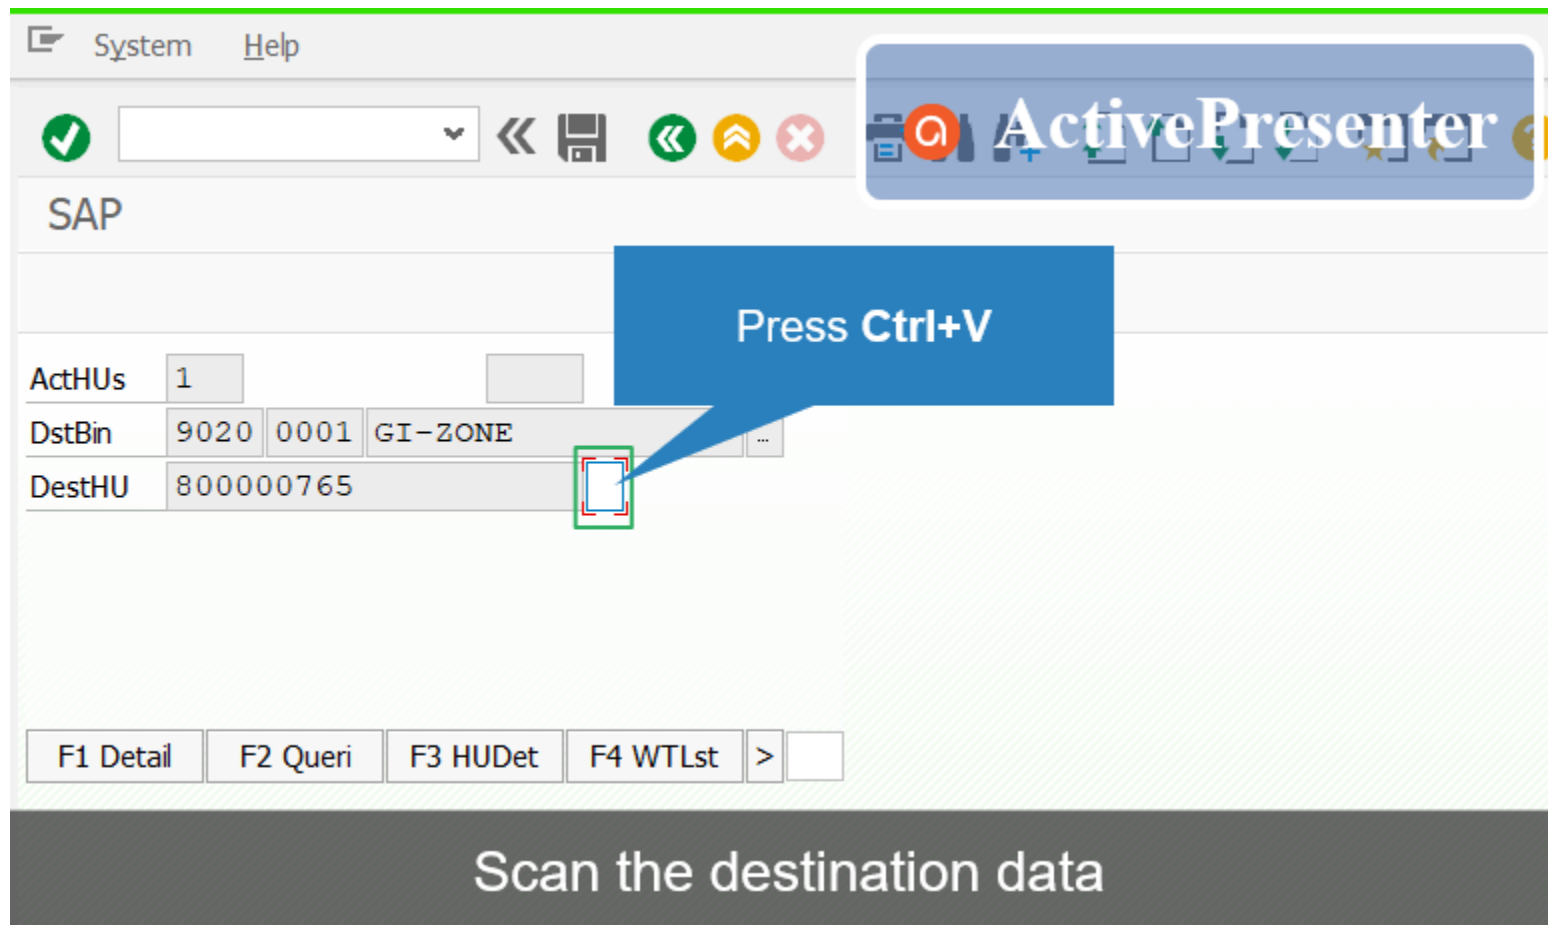 System Help
ActivePresenter
SAP
Press Ctrl+V
ActHUs 1
DstBin 9020 0001 GI-ZONE ...
DestHU 800000765
F1 Detail F2 Queri F3 HUDet F4 WTLst >
Scan the destination data